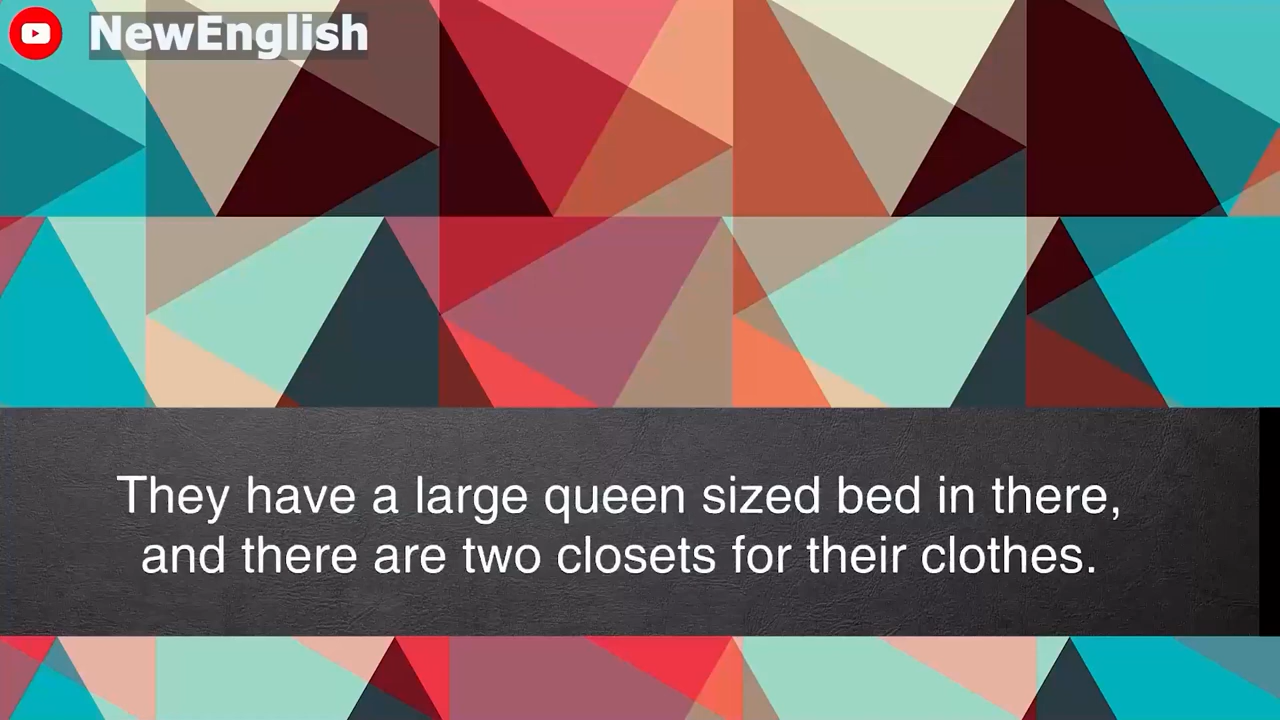 NewEnglish
They have a large queen sized bed in there,
and there are two closets for their clothes.